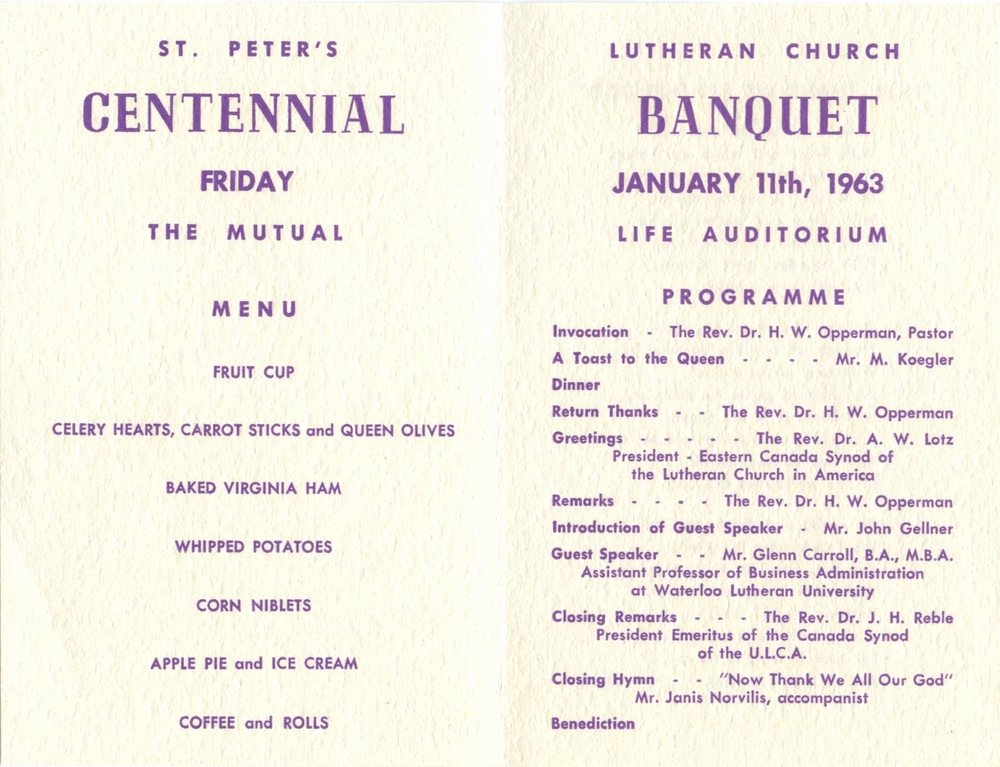 ST. PETER'S
CENTENNIAL
FRIDAY
THE MUTUAL
MENU
FRUIT CUP
CELERY HEARTS, CARROT STICKS and QUEEN OLIVES
BAKED VIRGINIA HAM
WHIPPED POTATOES
CORN NIBLETS
APPLE PIE and ICE CREAM
COFFEE and ROLLS
LUTHERAN CHURCH
BANQUET
JANUARY 11th, 1963
LIFE AUDITORIUM
PROGRAMME
Invocation - The Rev. Dr. H. W. Opperman, Pastor
A Toast to the Queen - - - - Mr. M. Koegler
Dinner
Return Thanks - - The Rev. Dr. H. W. Opperman
Greetings - - - - - The Rev. Dr. A. W. Lotz
President - Eastern Canada Synod of
the Lutheran Church in America
Remarks - - - - The Rev. Dr. H. W. Opperman
Introduction of Guest Speaker - Mr. John Gellner
Guest Speaker - - Mr. Glenn Carroll, B.A., M.B.A.
Assistant Professor of Business Administration
at Waterloo Lutheran University
Closing Remarks - - - The Rev. Dr. J. H. Reble
President Emeritus of the Canada Synod
of the U.L.C.A.
Closing Hymn - - "Now Thank We All Our God"
Mr. Janis Norvilis, accompanist
Benediction